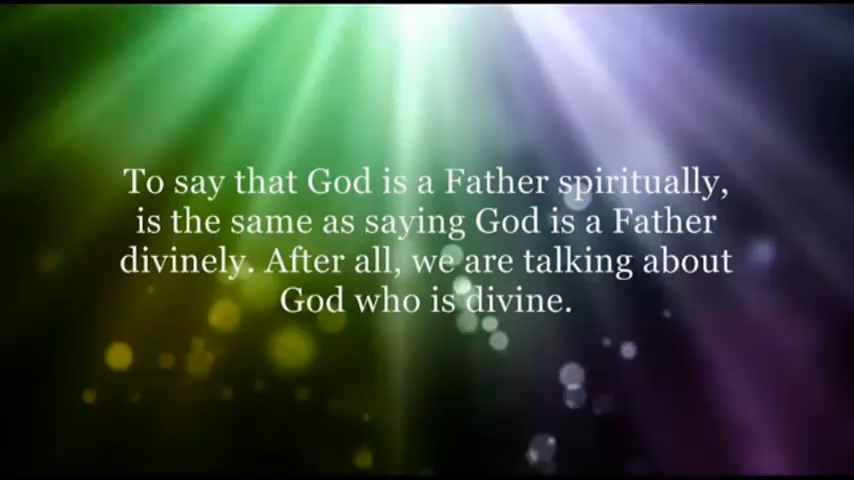 To say that God is a Father spiritually,
is the same as saying God is a Father
divinely. After all, we are talking about
God who is divine.